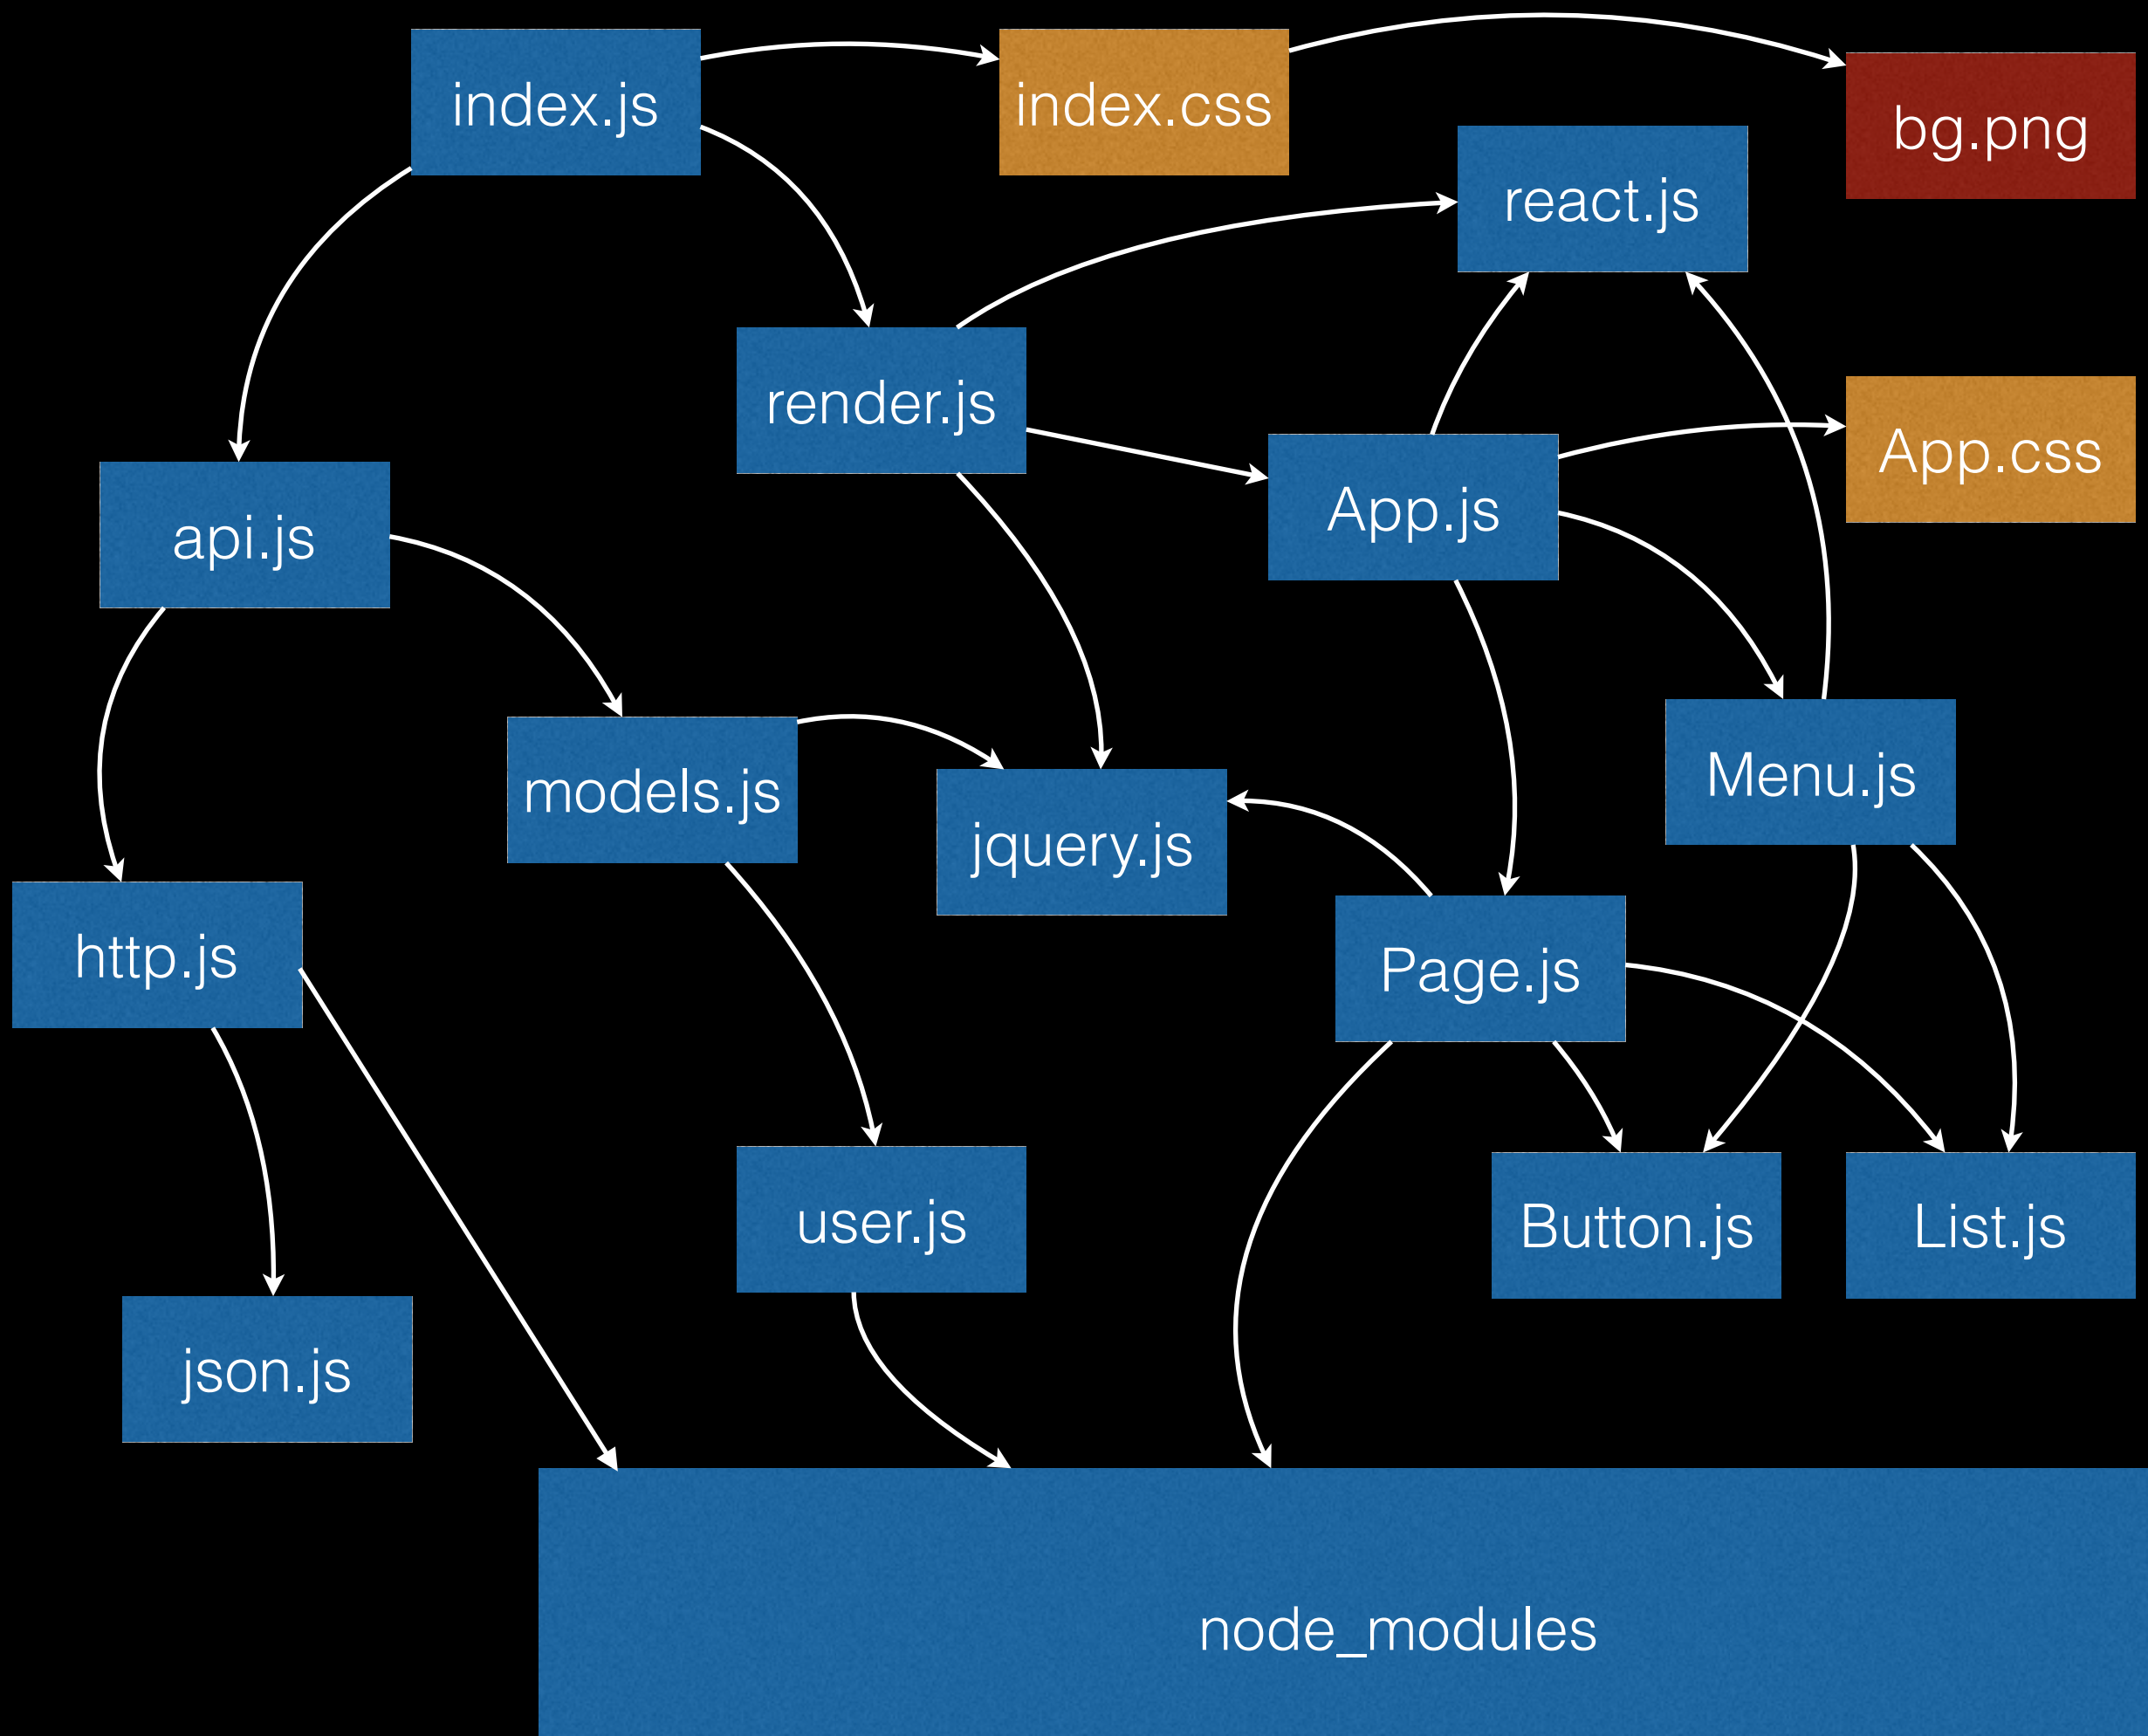 index.js
index.css
bg.png
react.js
render.js
App.css
App.js
api.js
models.js
Menu.js
jquery.js
http.js
Page.js
user.js
Button.js
List.js
json.js
node_modules